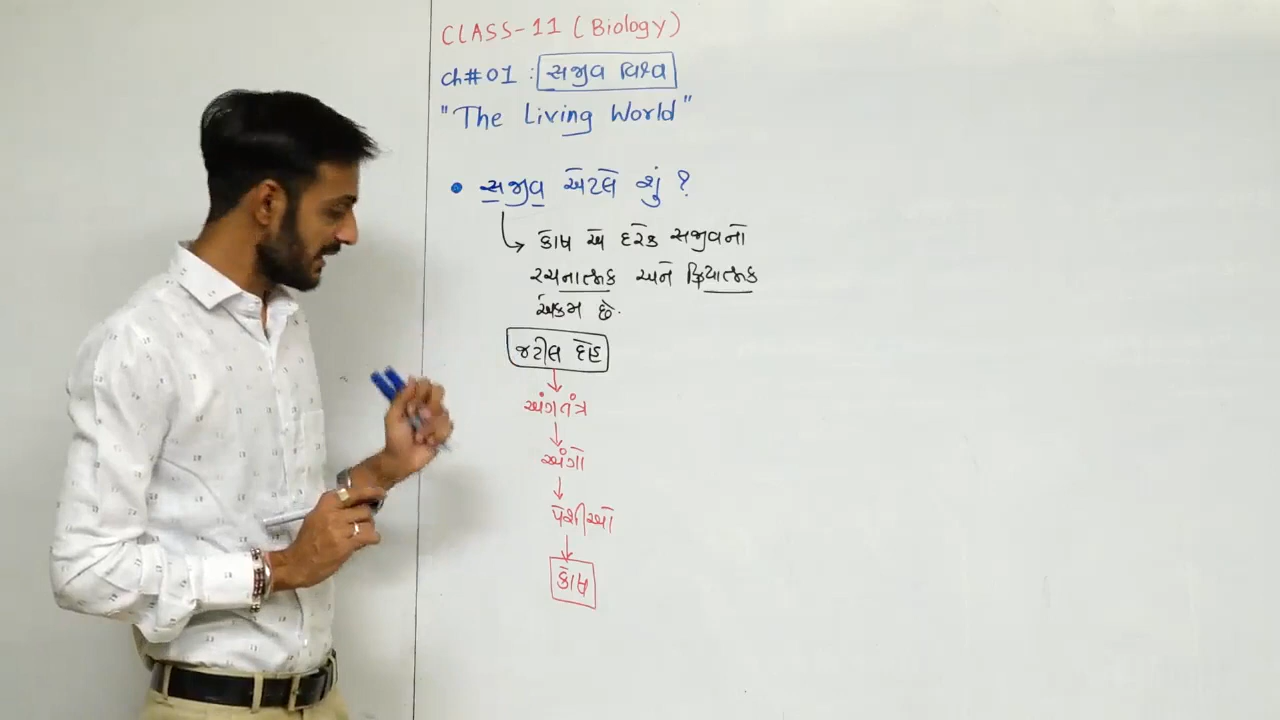 CLASS-11 (Biology)
ch#01 : સજીવ વિશ્વ
"The Living World"
• સજીવ એટલે શું ?
કોષ એ દરેક સજીવનો
રચનાત્મક અને ક્રિયાત્મક
એકમ છે.
જટીલ દેહ
અંગતંત્ર
અંગો
પેશીઓ
કોષ